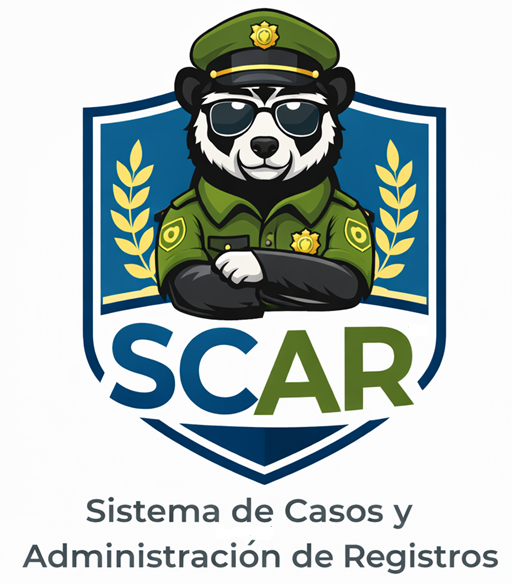 SCAR
Sistema de Casos y
Administración de Registros